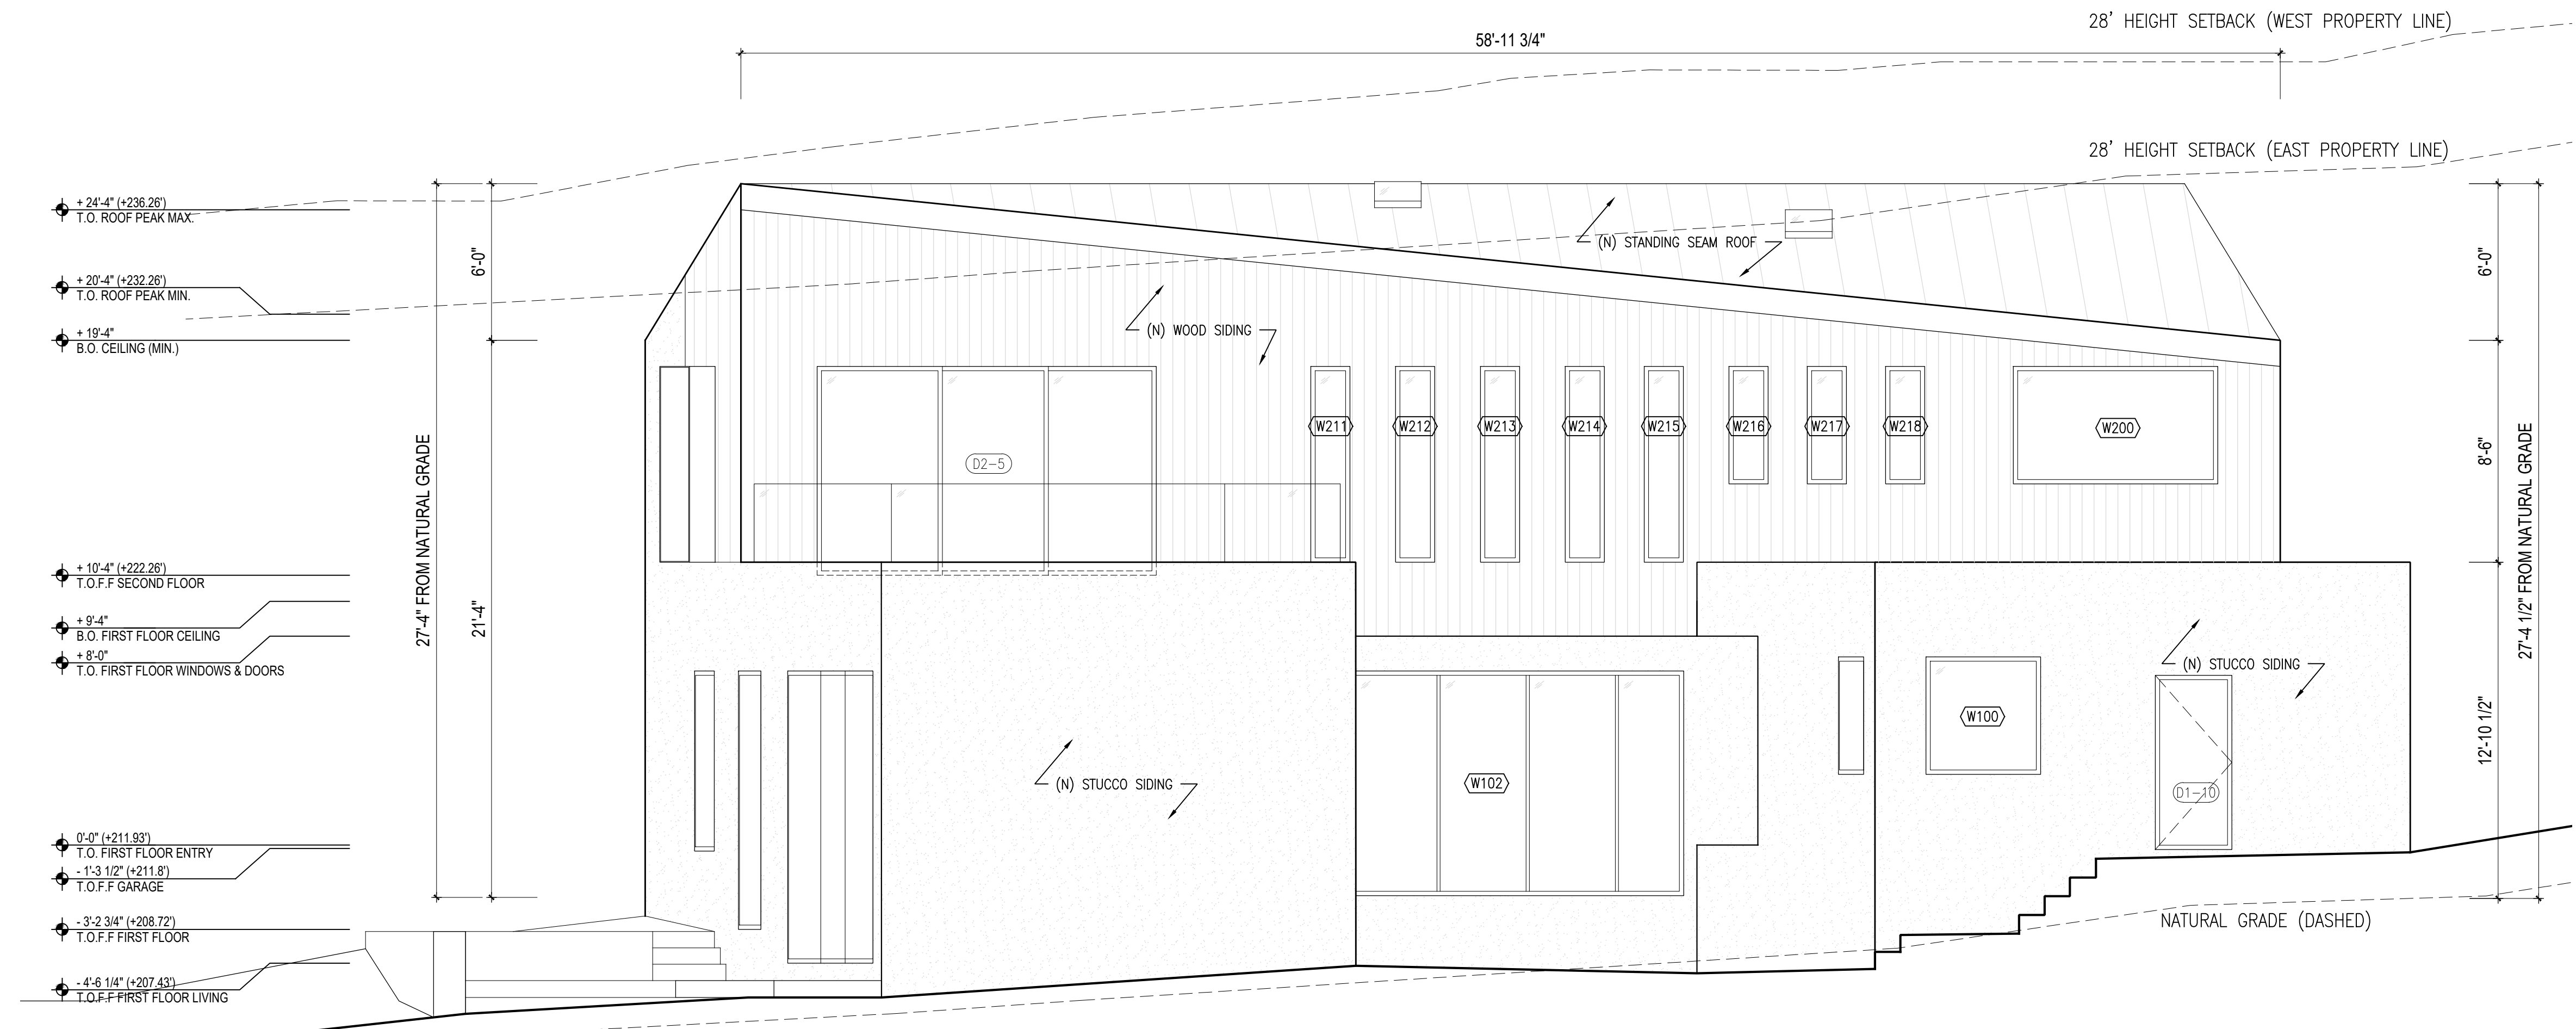 28' HEIGHT SETBACK (WEST PROPERTY LINE)
58'-11 3/4"
28' HEIGHT SETBACK (EAST PROPERTY LINE)
+ 24'-4" (+236.26')
T.O. ROOF PEAK MAX.
(N) STANDING SEAM ROOF
6'-0"
6'-0"
+ 20'-4" (+232.26')
T.O. ROOF PEAK MIN.
(N) WOOD SIDING
+ 19'-4"
B.O. CEILING (MIN.)
W211
W212
W213
W214
W215
W216
W217
W218
W200
D2-5
27'-4" FROM NATURAL GRADE
21'-4"
8'-6"
27'-4 1/2" FROM NATURAL GRADE
+ 10'-4" (+222.26')
T.O.F.F SECOND FLOOR
+ 9'-4"
B.O. FIRST FLOOR CEILING
+ 8'-0"
T.O. FIRST FLOOR WINDOWS & DOORS
(N) STUCCO SIDING
W100
12'-10 1/2"
(N) STUCCO SIDING
W102
D1-10
0'-0" (+211.93')
T.O. FIRST FLOOR ENTRY
- 1'-3 1/2" (+211.8')
T.O.F.F GARAGE
- 3'-2 3/4" (+208.72')
T.O.F.F FIRST FLOOR
NATURAL GRADE (DASHED)
- 4'-6 1/4" (+207.43')
T.O.F.F FIRST FLOOR LIVING